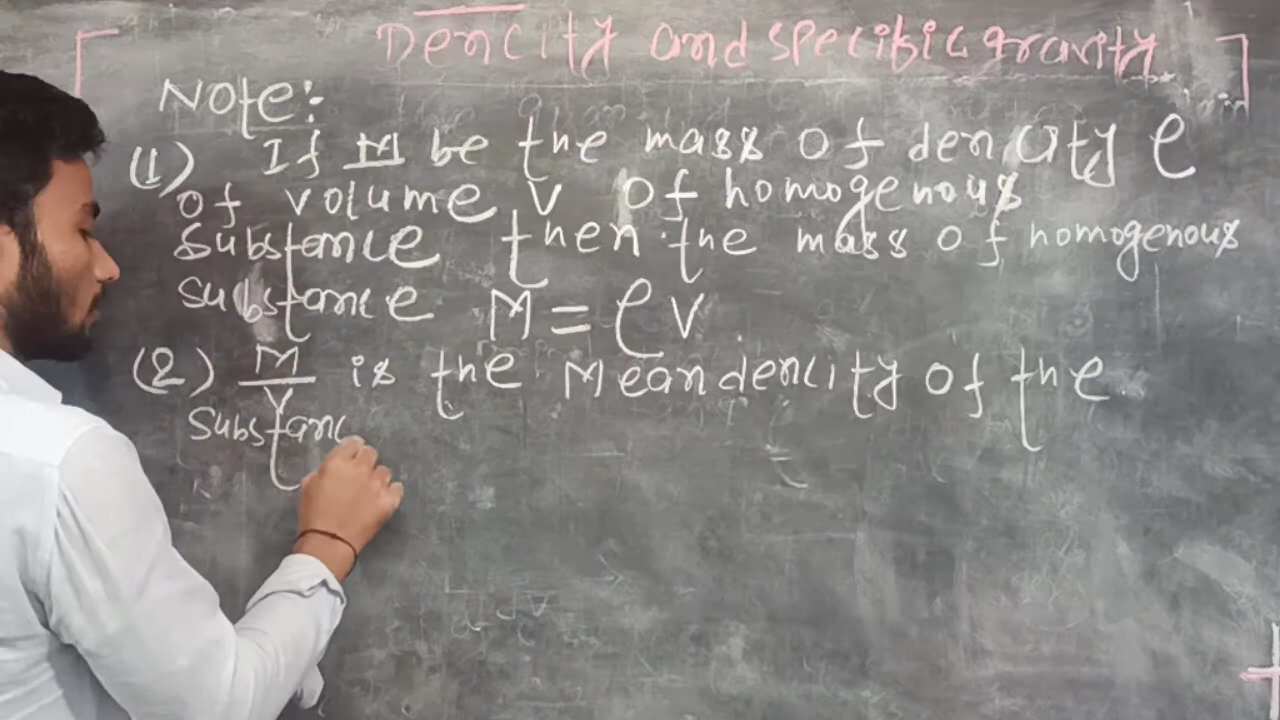 Dencity and specific gravity
Note:
(1) If M be the mass of dencity ρ
of volume V of homogenous
substance then the mass of homogenous
substance M = ρV
(2) M/V is the Mean dencity of the
Substanc